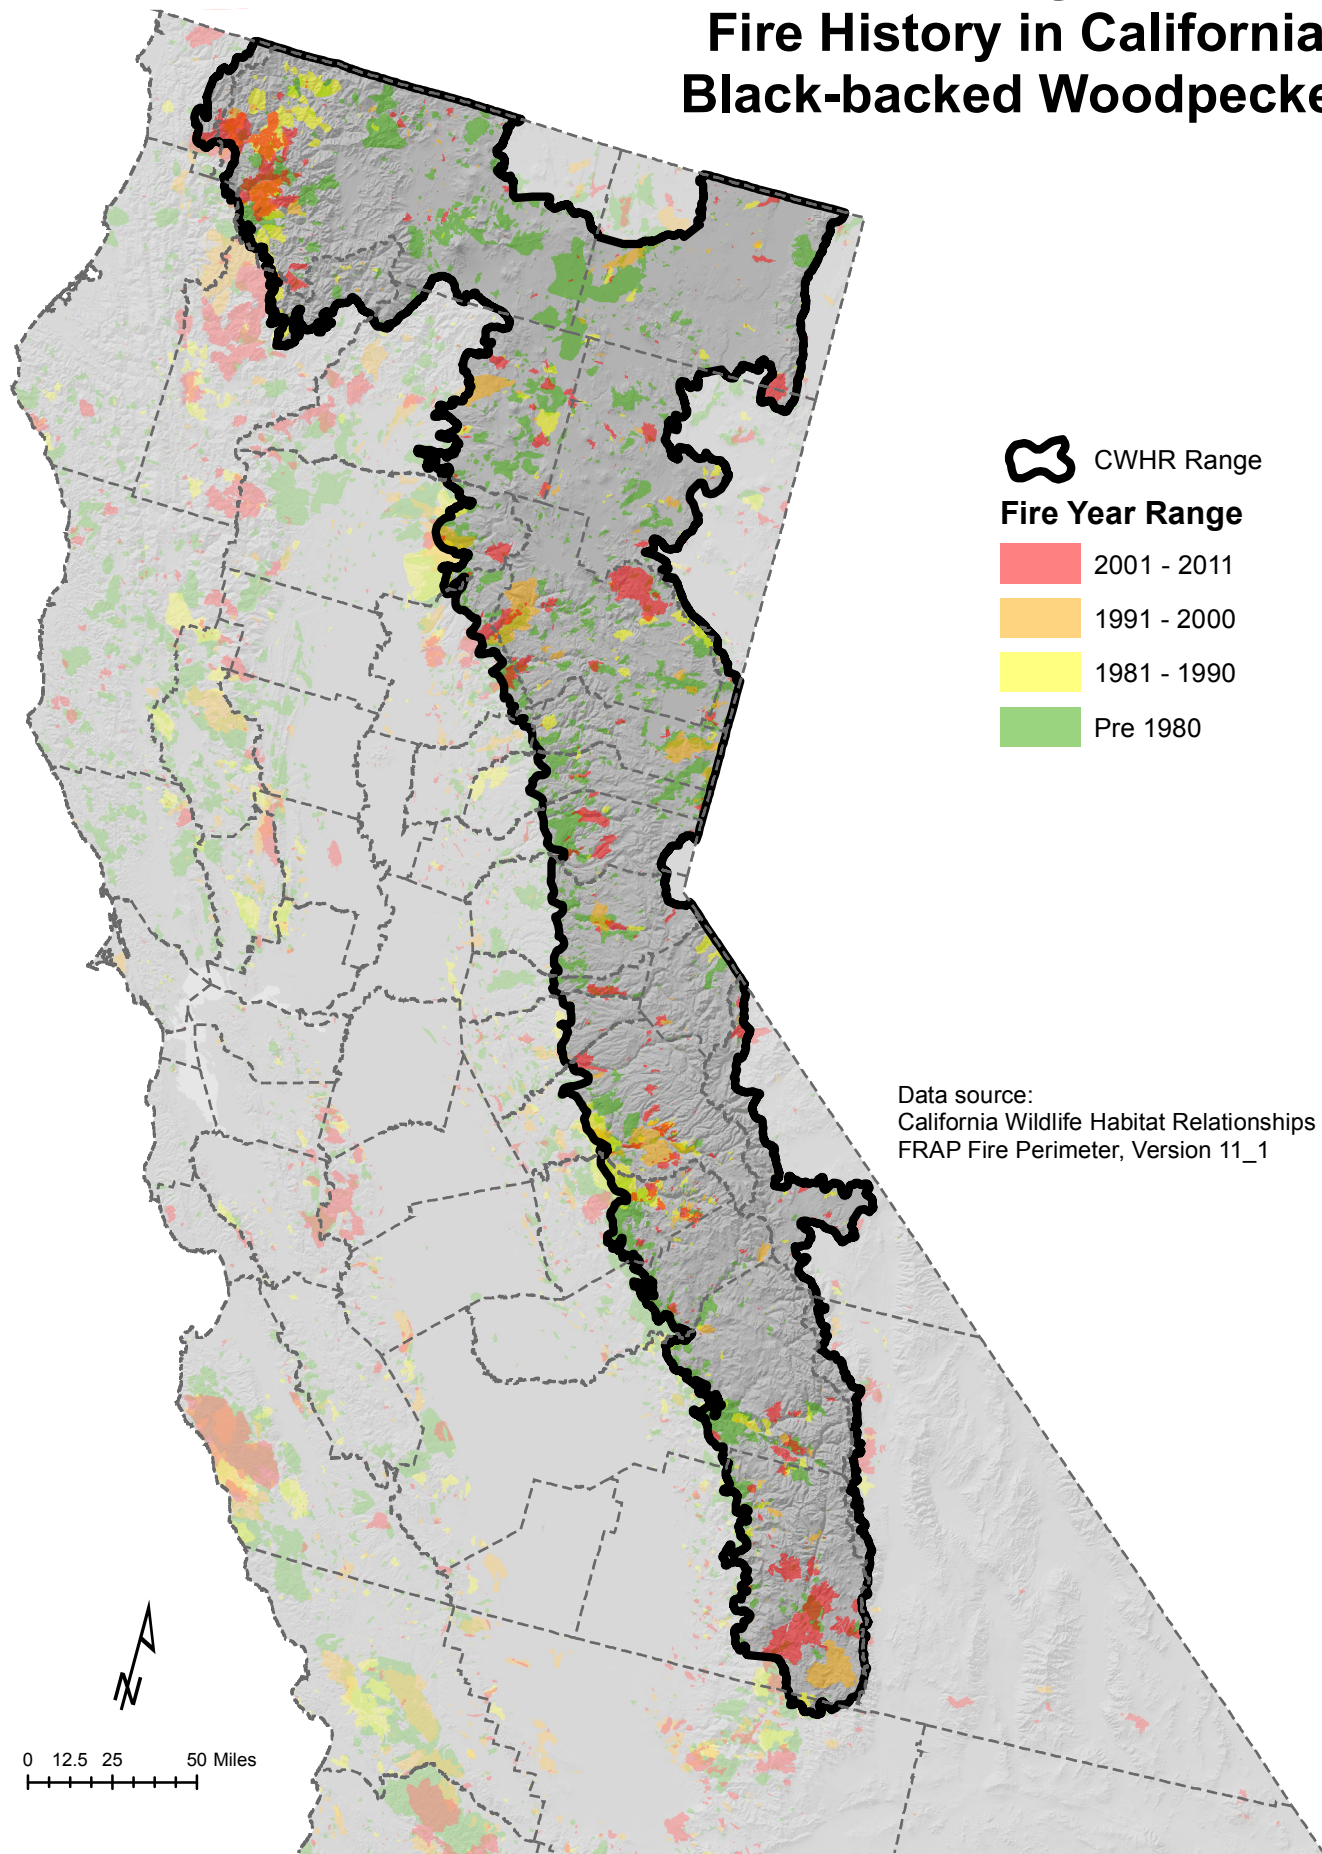 Fire History in California
Black-backed Woodpecke
CWHR Range
Fire Year Range
2001 - 2011
1991 - 2000
1981 - 1990
Pre 1980
Data source:
California Wildlife Habitat Relationships
FRAP Fire Perimeter, Version 11_1
N
0 12.5 25 50 Miles